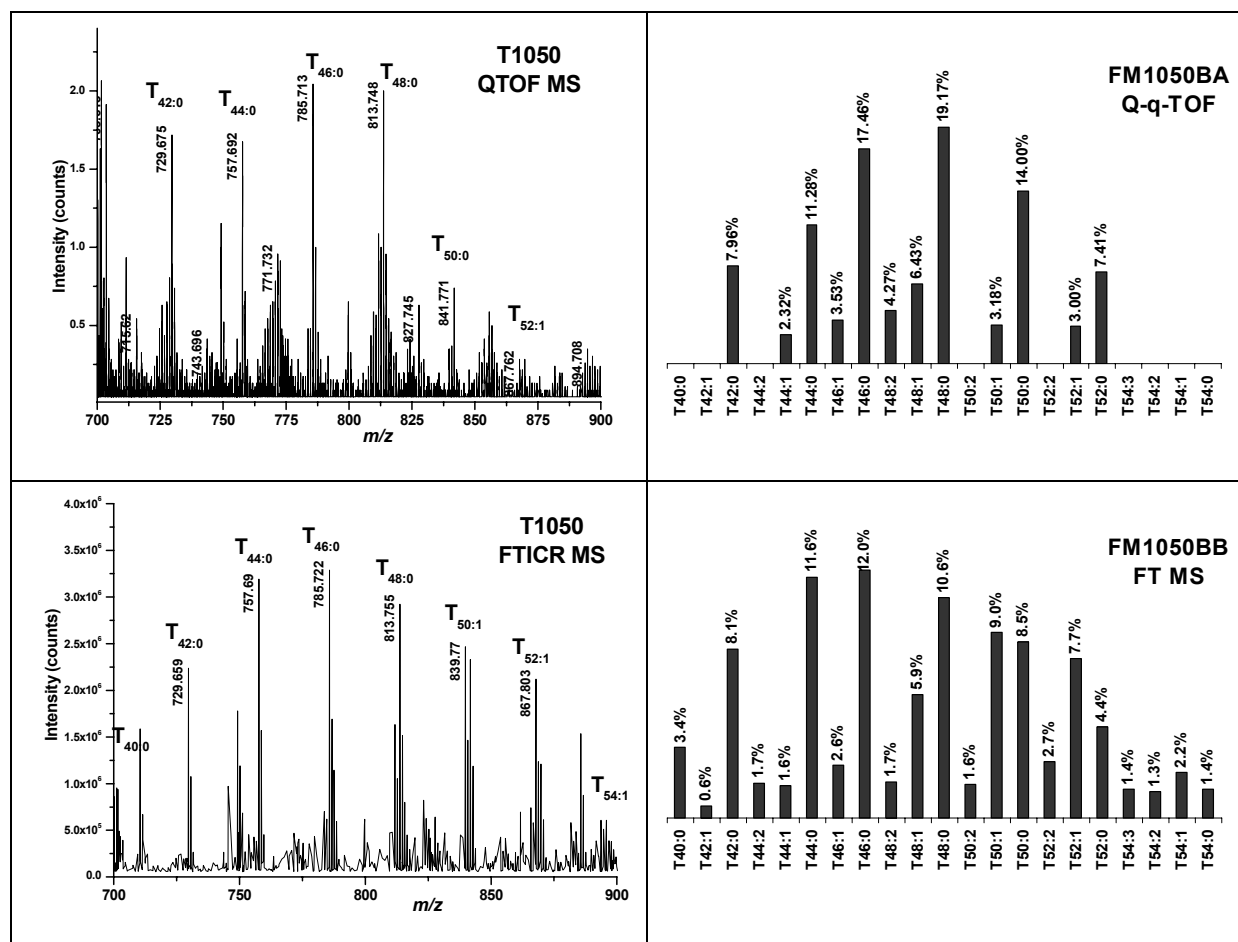 T1050
QTOF MS
Intensity (counts)
2.0
1.5
1.0
0.5
T42:0
729.675
T44:0
757.692
T46:0
785.713
T48:0
813.748
T50:0
841.771
T52:1
715.62
743.696
771.732
827.745
867.762
894.708
700 725 750 775 800 825 850 875 900
m/z
FM1050BA
Q-q-TOF
7.96%
2.32%
11.28%
3.53%
17.46%
4.27%
6.43%
19.17%
3.18%
14.00%
3.00%
7.41%
T40:0
T42:1
T42:0
T44:2
T44:1
T44:0
T46:1
T46:0
T48:2
T48:1
T48:0
T50:2
T50:1
T50:0
T52:2
T52:1
T52:0
T54:3
T54:2
T54:1
T54:0
T1050
FTICR MS
Intensity (counts)
4.0x10⁶
3.5x10⁶
3.0x10⁶
2.5x10⁶
2.0x10⁶
1.5x10⁶
1.0x10⁶
5.0x10⁵
0.0
T40:0
T42:0
729.659
T44:0
757.69
T46:0
785.722
T48:0
813.755
T50:1
839.77
T52:1
867.803
T54:1
700 750 800 850 900
m/z
FM1050BB
FT MS
3.4%
0.6%
8.1%
1.7%
1.6%
11.6%
2.6%
12.0%
1.7%
5.9%
10.6%
1.6%
9.0%
8.5%
2.7%
7.7%
4.4%
1.4%
1.3%
2.2%
1.4%
T40:0
T42:1
T42:0
T44:2
T44:1
T44:0
T46:1
T46:0
T48:2
T48:1
T48:0
T50:2
T50:1
T50:0
T52:2
T52:1
T52:0
T54:3
T54:2
T54:1
T54:0